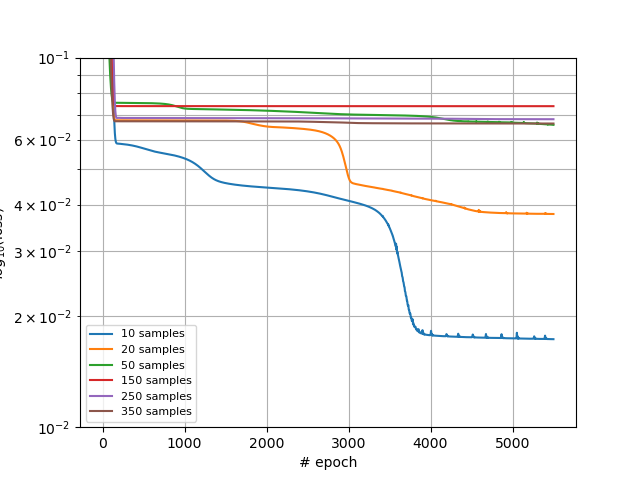 10⁻¹
6 × 10⁻²
4 × 10⁻²
3 × 10⁻²
2 × 10⁻²
10⁻²
10 samples
20 samples
50 samples
150 samples
250 samples
350 samples
0 1000 2000 3000 4000 5000
# epoch